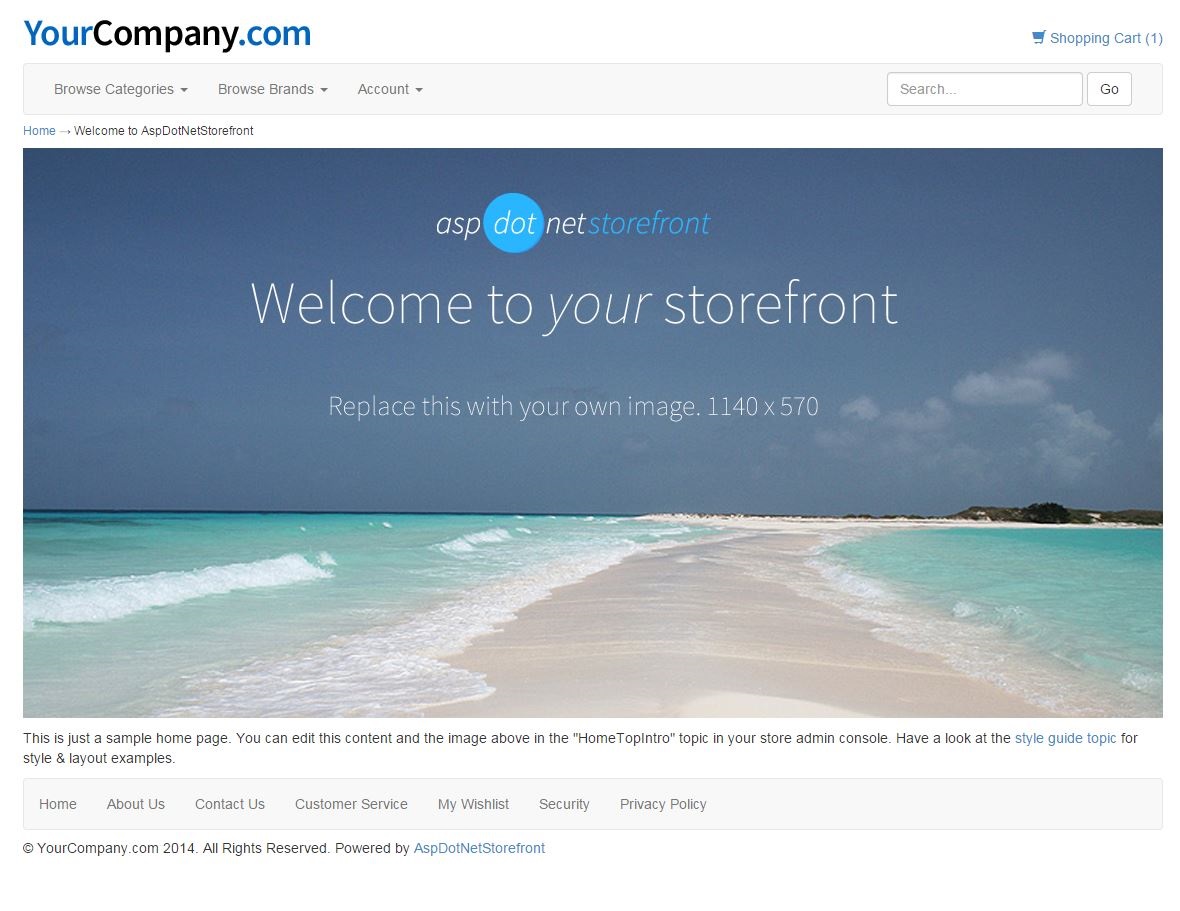 YourCompany.com
Shopping Cart (1)
Browse Categories Browse Brands Account Search... Go
Home → Welcome to AspDotNetStorefront
asp dot net storefront
Welcome to your storefront
Replace this with your own image. 1140 x 570
This is just a sample home page. You can edit this content and the image above in the "HomeTopIntro" topic in your store admin console. Have a look at the style guide topic for
style & layout examples.
Home About Us Contact Us Customer Service My Wishlist Security Privacy Policy
© YourCompany.com 2014. All Rights Reserved. Powered by AspDotNetStorefront